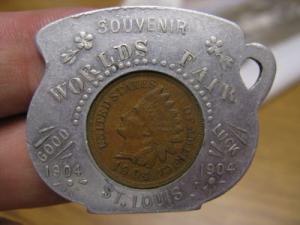 SOUVENIR
WORLDS FAIR
GOOD LUCK
1904 1904
ST. LOUIS
UNITED STATES OF AMERICA